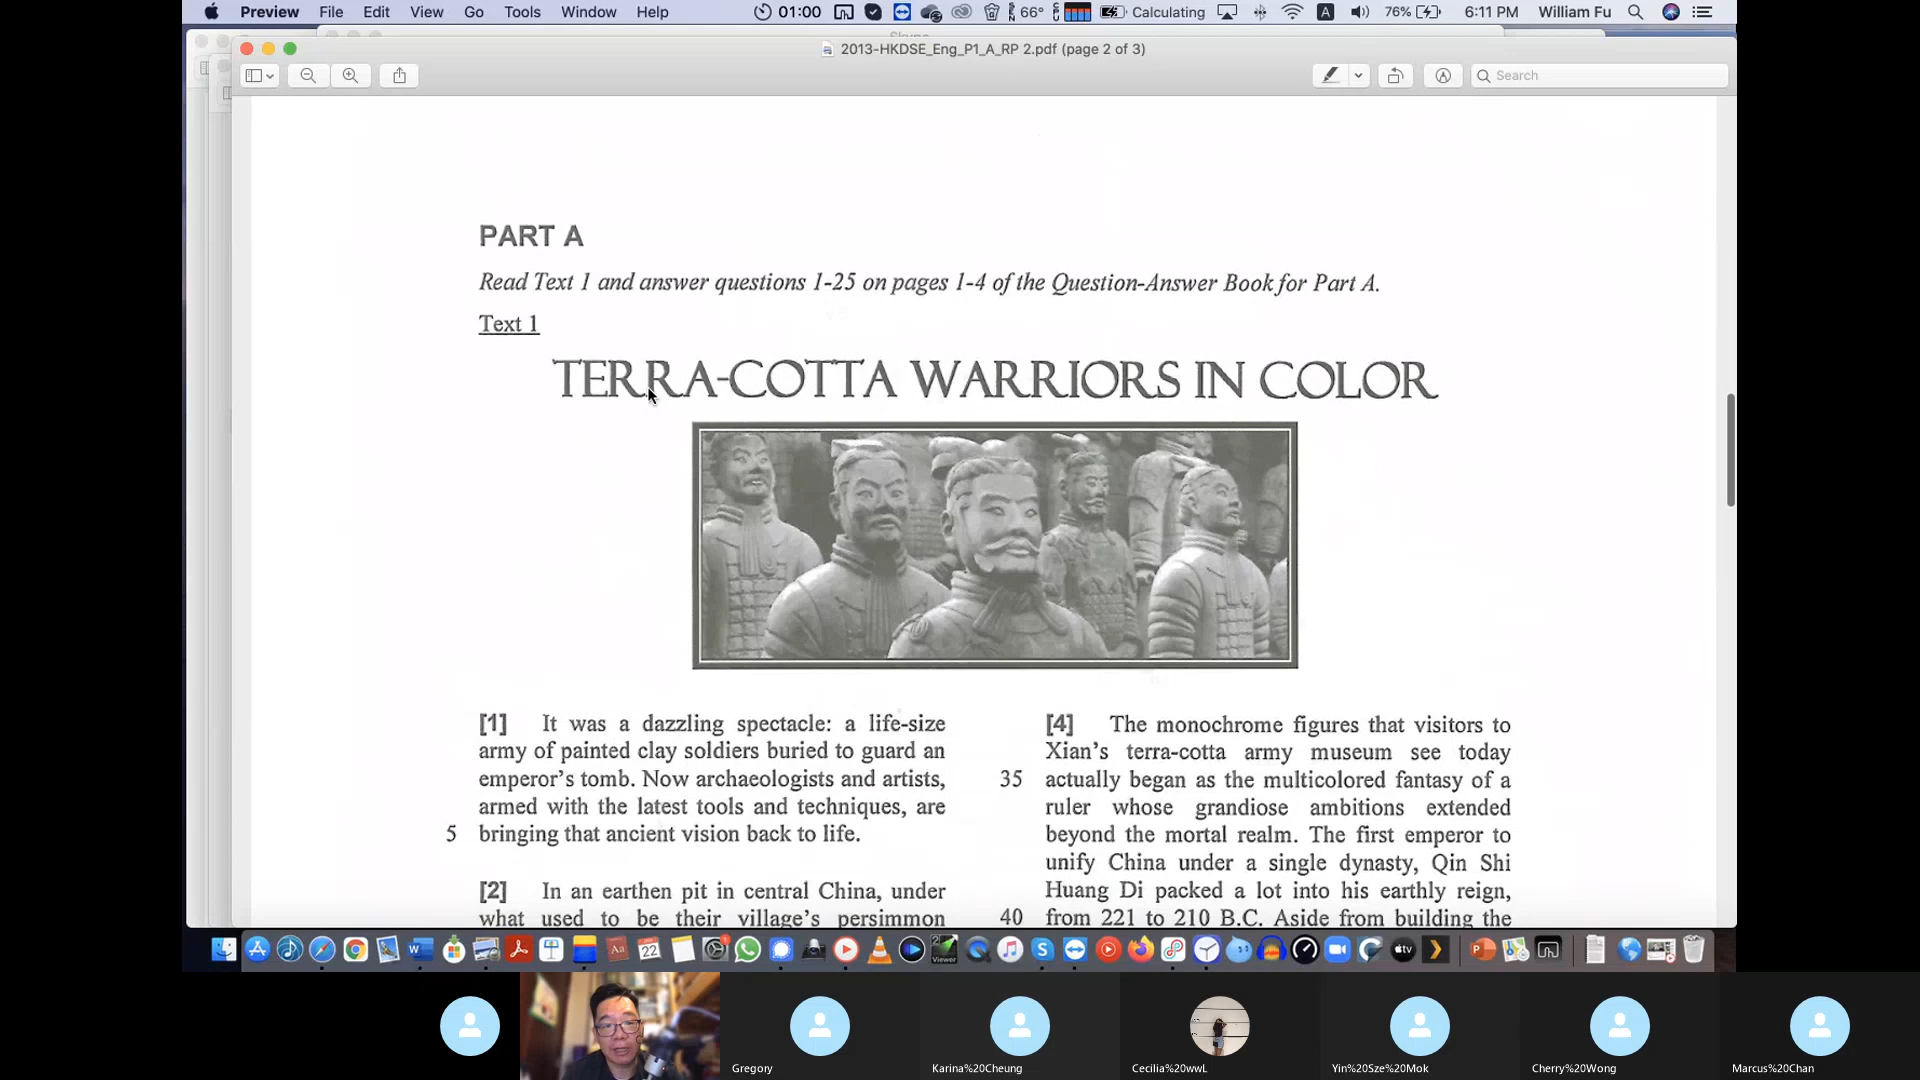 Preview File Edit View Go Tools Window Help 01:00 66° Calculating A 76% 6:11 PM William Fu
2013-HKDSE_Eng_P1_A_RP 2.pdf (page 2 of 3)
Search
PART A
Read Text 1 and answer questions 1-25 on pages 1-4 of the Question-Answer Book for Part A.
Text 1
TERRA-COTTA WARRIORS IN COLOR
[1] It was a dazzling spectacle: a life-size
army of painted clay soldiers buried to guard an
emperor's tomb. Now archaeologists and artists,
armed with the latest tools and techniques, are
5 bringing that ancient vision back to life.
[2] In an earthen pit in central China, under
what used to be their village's persimmon
[4] The monochrome figures that visitors to
Xian's terra-cotta army museum see today
35 actually began as the multicolored fantasy of a
ruler whose grandiose ambitions extended
beyond the mortal realm. The first emperor to
unify China under a single dynasty, Qin Shi
Huang Di packed a lot into his earthly reign,
40 from 221 to 210 B.C. Aside from building the
22
tv
Gregory
Karina%20Cheung
Cecilia%20wwL
Yin%20Sze%20Mok
Cherry%20Wong
Marcus%20Chan